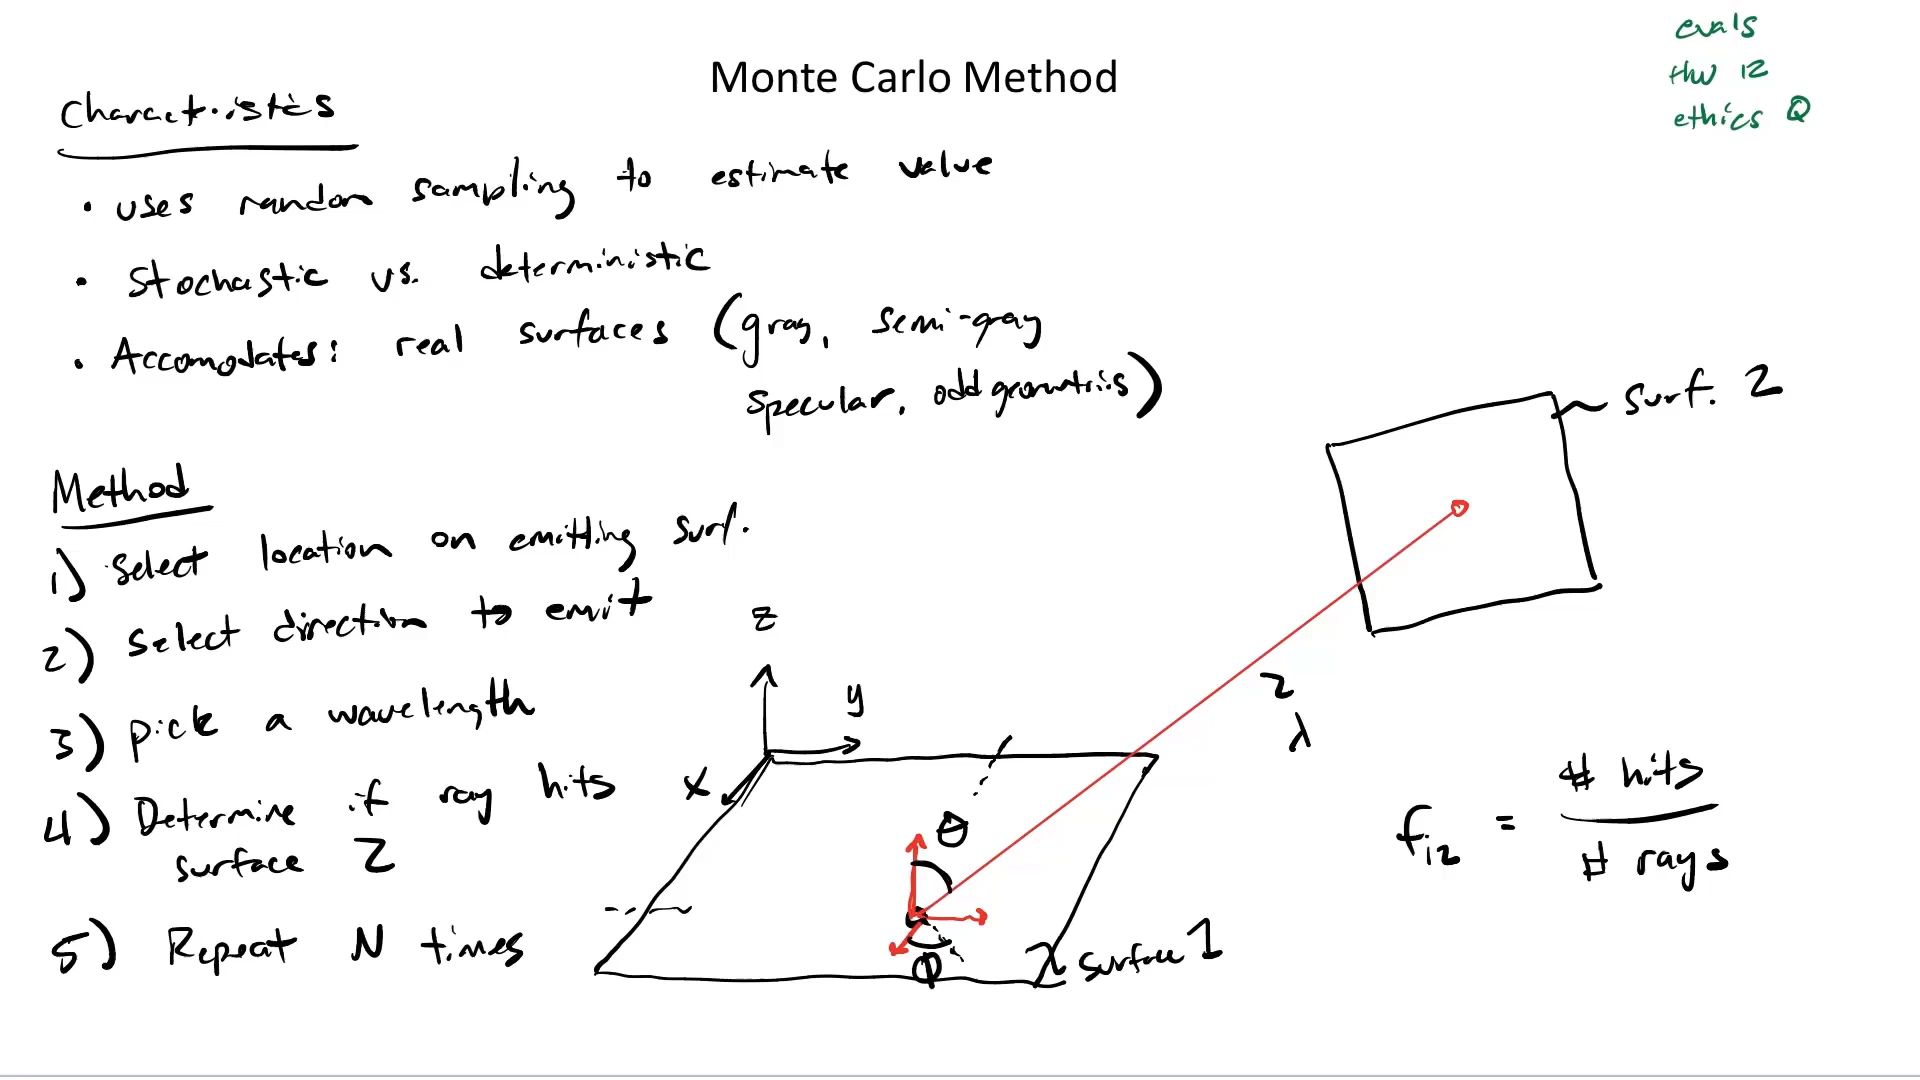 Monte Carlo Method
evals
HW 12
ethics Q
Characteristics
• uses random sampling to estimate value
• Stochastic vs. deterministic
• Accomodates: real surfaces (gray, semi-gray
specular, odd geometries)
Method
1) Select location on emitting surf.
2) Select direction to emit
3) pick a wavelength
4) Determine if ray hits
surface 2
5) Repeat N times
surf. 2
z
y
x
θ
Φ
λ
surface 1
f12 = # hits
# rays